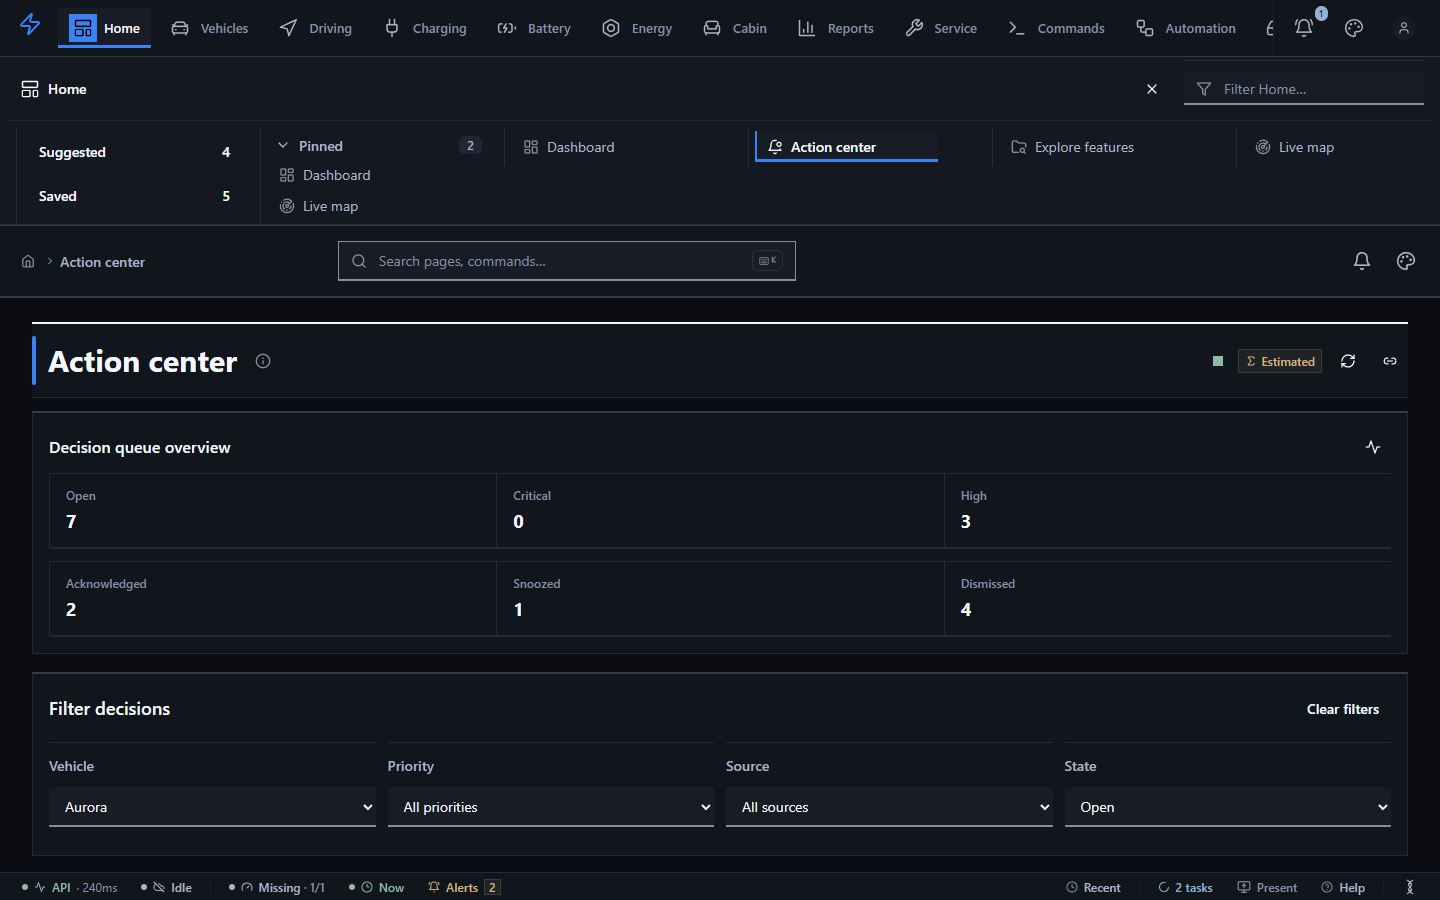 Home Vehicles Driving Charging Battery Energy Cabin Reports Service Commands Automation 1
Home Filter Home...
Suggested 4
Saved 5
Pinned 2
Dashboard
Live map
Dashboard
Action center
Explore features
Live map
Action center
Search pages, commands... K
Action center Estimated
Decision queue overview
Open Critical High
7 0 3
Acknowledged Snoozed Dismissed
2 1 4
Filter decisions Clear filters
Vehicle Priority Source State
Aurora All priorities All sources Open
API · 240ms Idle Missing · 1/1 Now Alerts 2 Recent 2 tasks Present Help